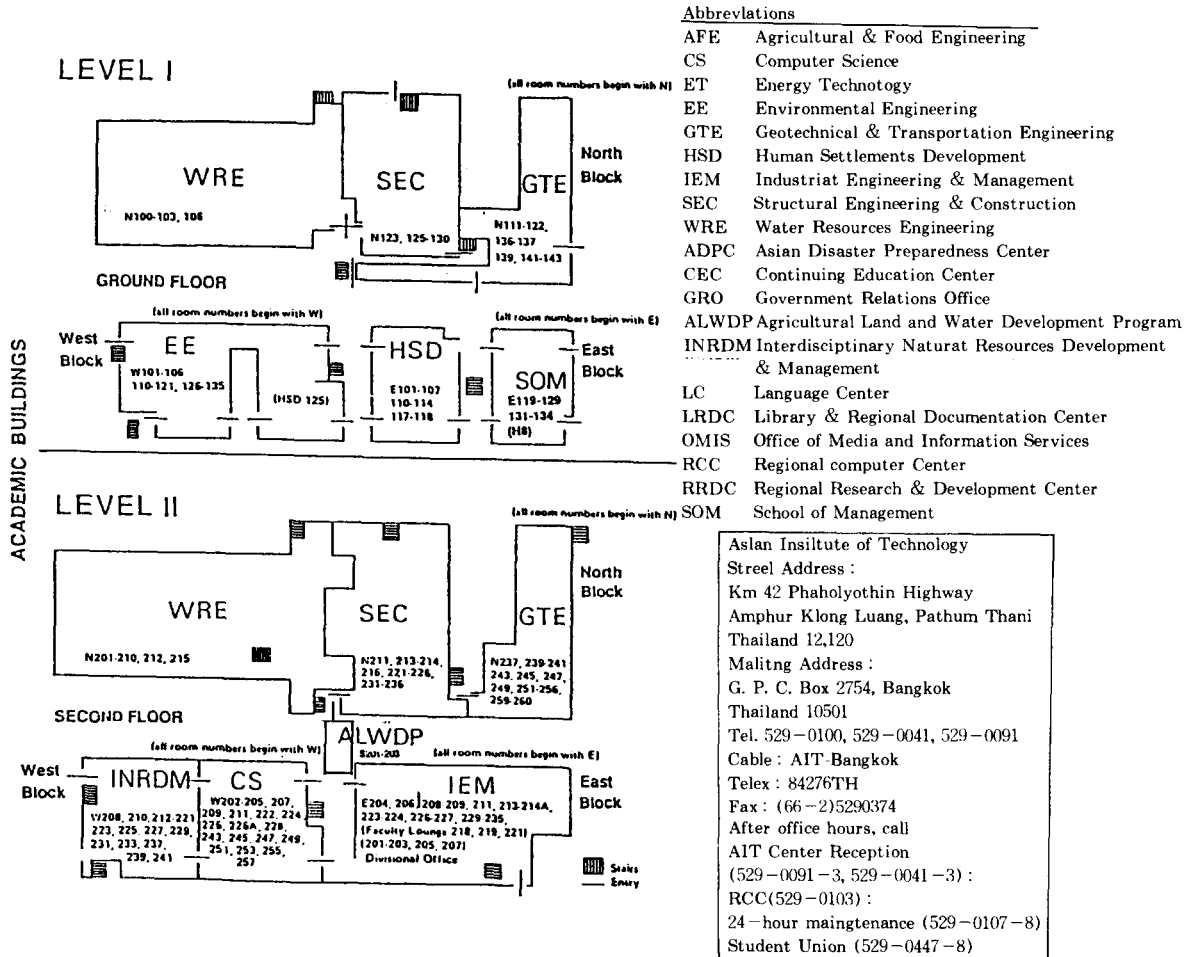 ACADEMIC BUILDINGS
LEVEL I
(all room numbers begin with N)
WRE
N100-103, 106
SEC
N123, 125-130
GTE
N111-122,
136-137
139, 141-143
North
Block
GROUND FLOOR
(all room numbers begin with W)
(all room numbers begin with E)
West
Block
EE
W101-106
110-121, 126-135
(HSD 125)
HSD
E101-107
110-114
117-118
SOM
E119-129
131-134
(H8)
East
Block
LEVEL II
(all room numbers begin with N)
WRE
N201-210, 212, 215
SEC
N211, 213-214,
216, 221-226,
231-236
GTE
N237, 239-241
243, 245, 247,
249, 251-256,
259-260
North
Block
SECOND FLOOR
ALWDP
S201-203
(all room numbers begin with W)
(all room numbers begin with E)
West
Block
INRDM
W208, 210, 212-221
223, 225, 227, 229,
231, 233, 237,
239, 241
CS
W202-205, 207,
209, 211, 222, 224,
226, 226A, 228,
243, 245, 247, 249,
251, 253, 255,
257
IEM
E204, 206, 208-209, 211, 213-214A,
223-224, 226-227, 229-235,
(Faculty Lounge 218, 219, 221)
(201-203, 205, 207)
Divisional Office
East
Block
Stairs
Entry
Abbrevlations
AFE Agricultural & Food Engineering
CS Computer Science
ET Energy Technotogy
EE Environmental Engineering
GTE Geotechnical & Transportation Engineering
HSD Human Settlements Development
IEM Industriat Engineering & Management
SEC Structural Engineering & Construction
WRE Water Resources Engineering
ADPC Asian Disaster Preparedness Center
CEC Continuing Education Center
GRO Government Relations Office
ALWDP Agricultural Land and Water Development Program
INRDM Interdisciptinary Naturat Resources Development
& Management
LC Language Center
LRDC Library & Regional Documentation Center
OMIS Office of Media and Information Services
RCC Regional computer Center
RRDC Regional Research & Development Center
SOM School of Management
Aslan Insiltute of Technology
Streel Address :
Km 42 Phaholyothin Highway
Amphur Klong Luang, Pathum Thani
Thailand 12,120
Malitng Address :
G. P. C. Box 2754, Bangkok
Thailand 10501
Tel. 529-0100, 529-0041, 529-0091
Cable : AIT-Bangkok
Telex : 84276TH
Fax : (66-2)5290374
After office hours, call
AIT Center Reception
(529-0091-3, 529-0041-3) :
RCC(529-0103) :
24-hour maingtenance (529-0107-8)
Student Union (529-0447-8)